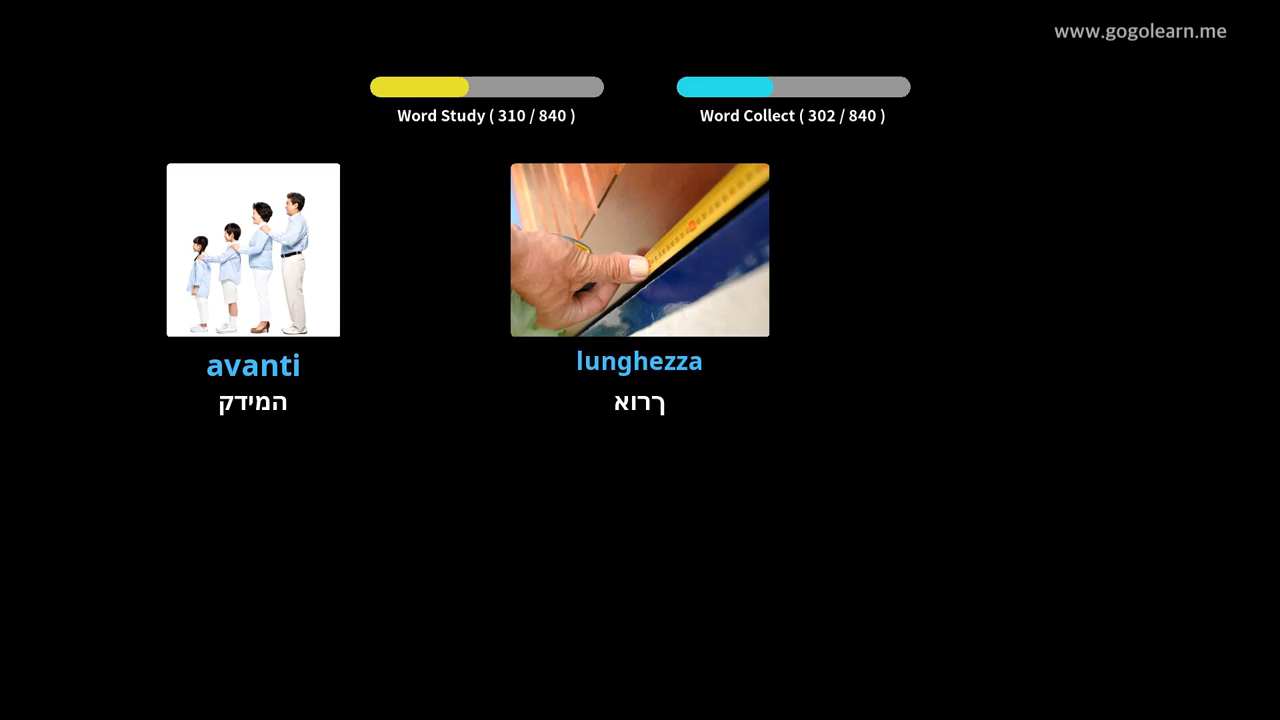 www.gogolearn.me
Word Study ( 310 / 840 )
Word Collect ( 302 / 840 )
avanti
המידק
lunghezza
ךרוא